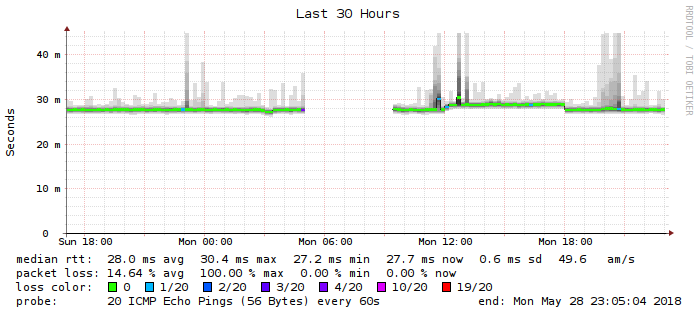 Last 30 Hours
RRDTOOL / TOBI OETIKER
Seconds
40 m
30 m
20 m
10 m
0
Sun 18:00 Mon 00:00 Mon 06:00 Mon 12:00 Mon 18:00
median rtt: 28.0 ms avg 30.4 ms max 27.2 ms min 27.7 ms now 0.6 ms sd 49.6 am/s
packet loss: 14.64 % avg 100.00 % max 0.00 % min 0.00 % now
loss color: 0 1/20 2/20 3/20 4/20 10/20 19/20
probe: 20 ICMP Echo Pings (56 Bytes) every 60s end: Mon May 28 23:05:04 2018